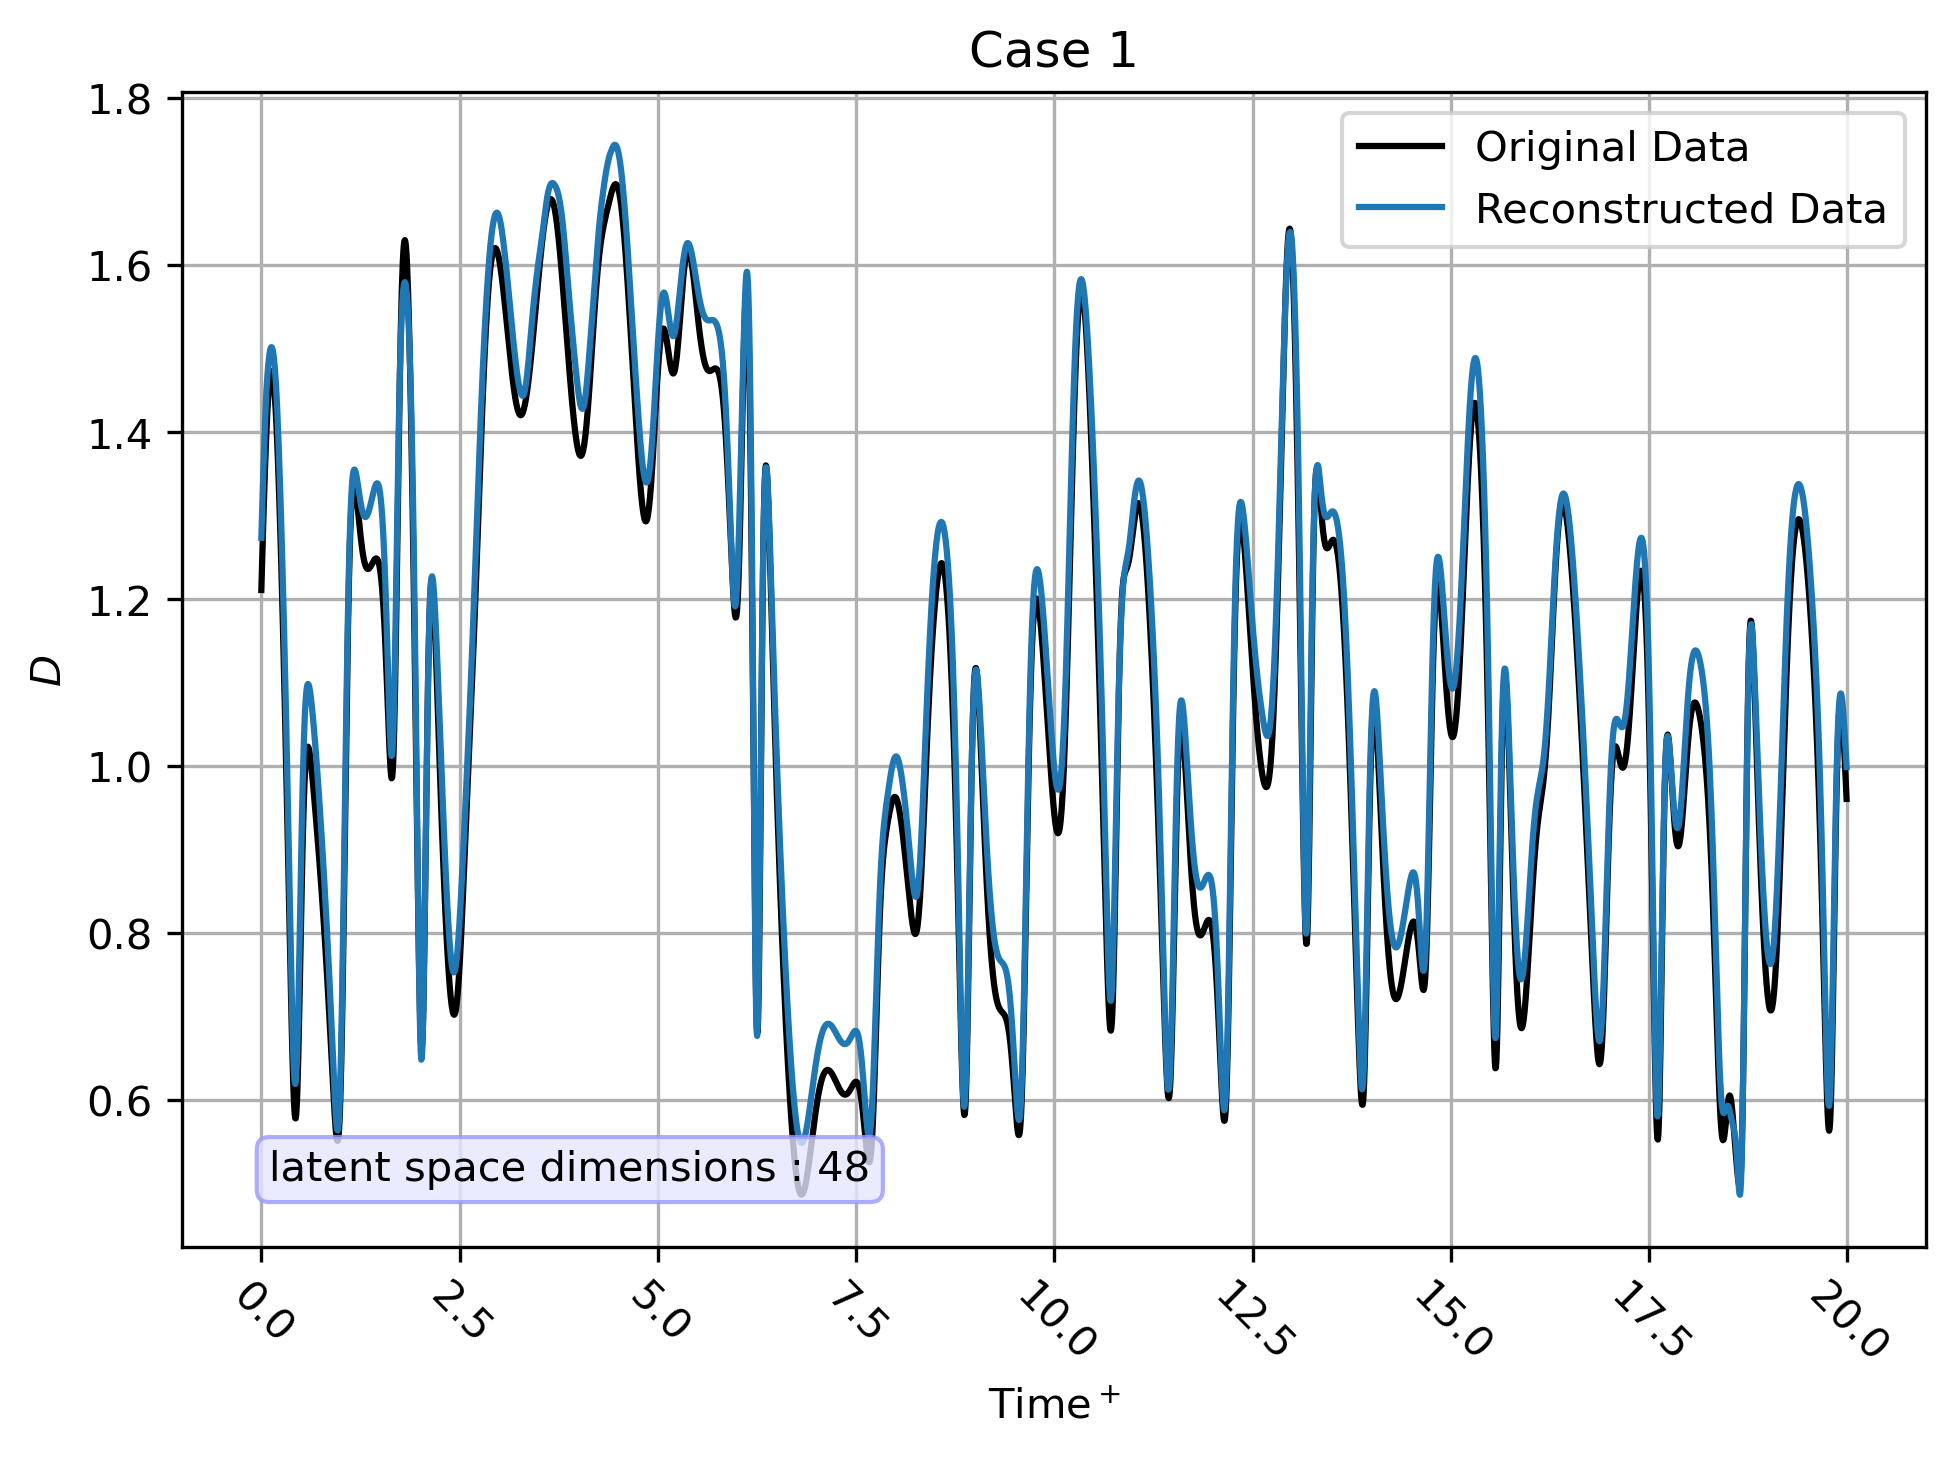 Case 1
1.8
1.6
1.4
1.2
1.0
0.8
0.6
D
Original Data
Reconstructed Data
latent space dimensions : 48
0.0 2.5 5.0 7.5 10.0 12.5 15.0 17.5 20.0
Time⁺